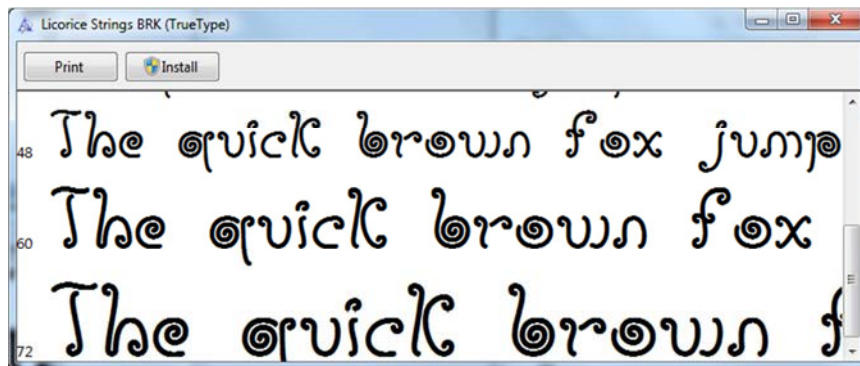 Licorice Strings BRK (TrueType)
Print Install
48 The quick brown fox jump
60 The quick brown fox
72 The quick brown f